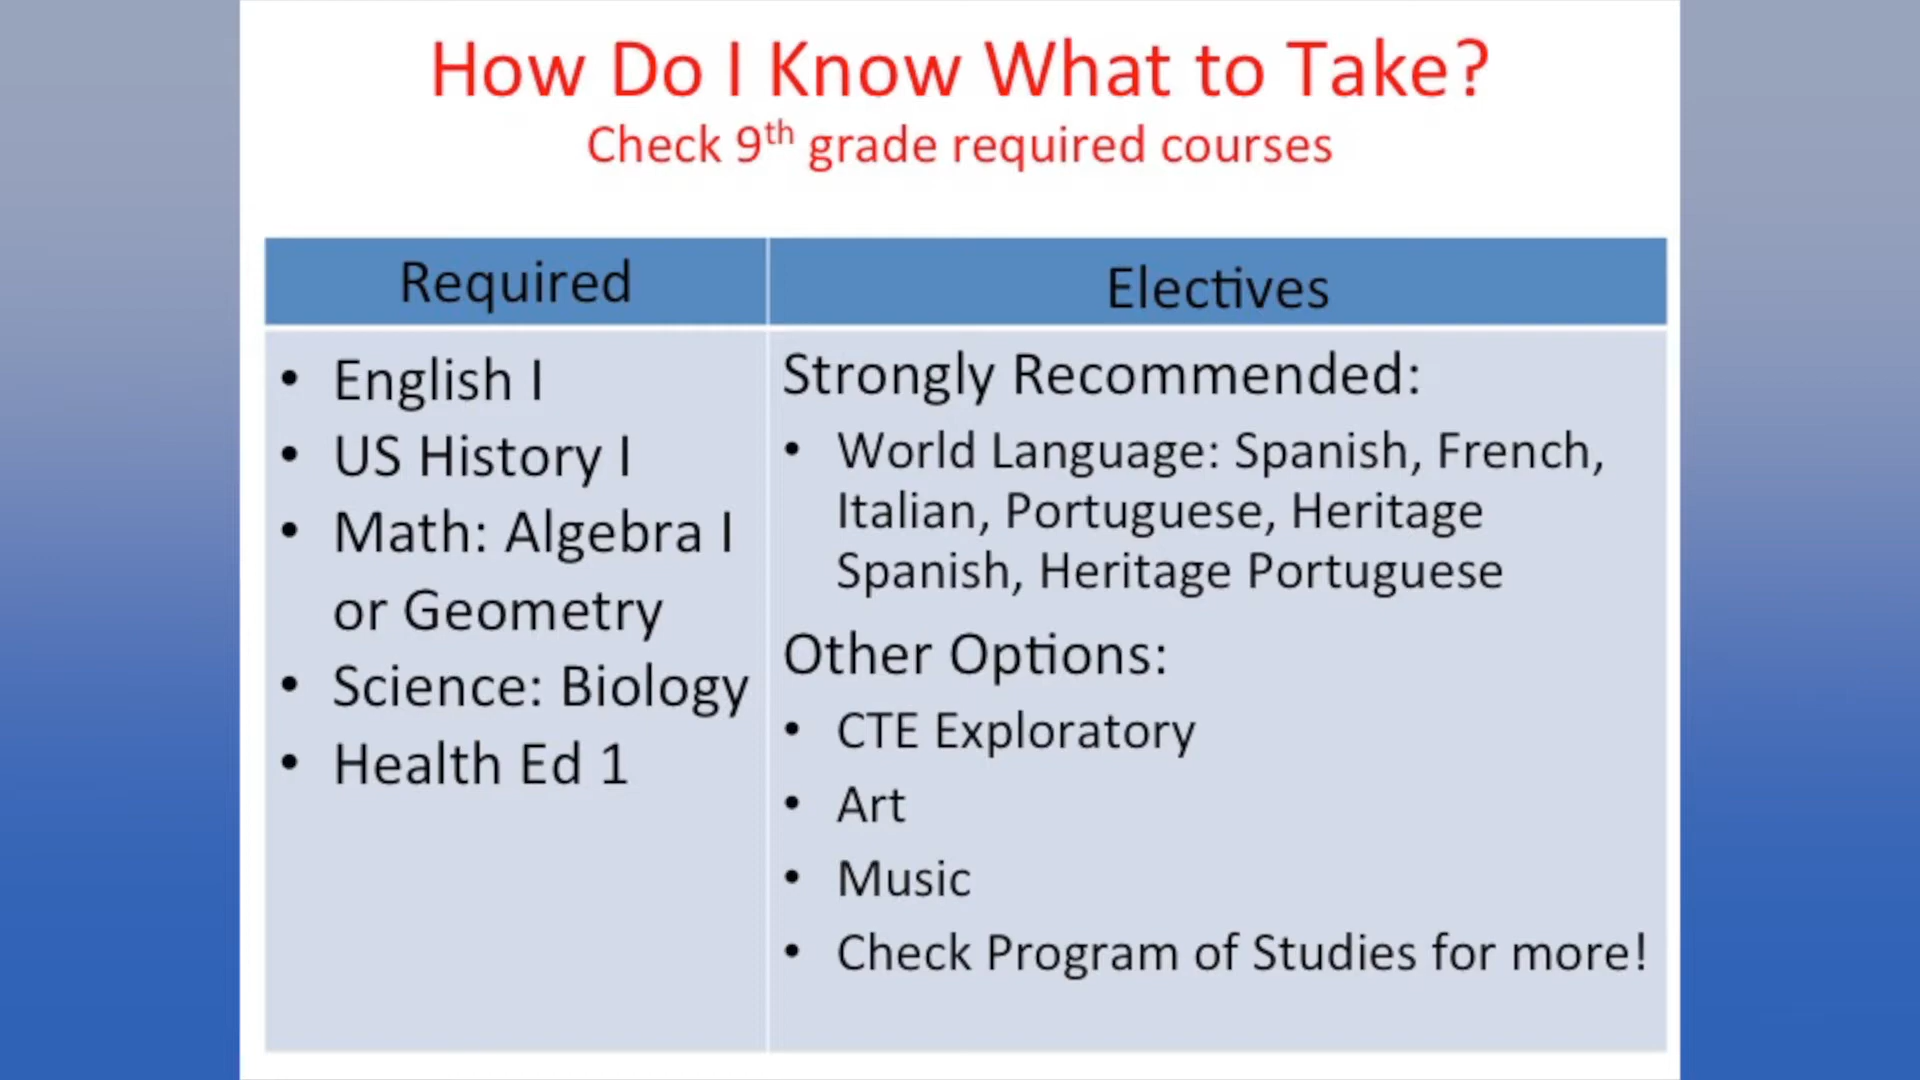 How Do I Know What to Take?
Check 9th grade required courses
Required
Electives
• English I
• US History I
• Math: Algebra I
or Geometry
• Science: Biology
• Health Ed 1
Strongly Recommended:
• World Language: Spanish, French,
Italian, Portuguese, Heritage
Spanish, Heritage Portuguese
Other Options:
• CTE Exploratory
• Art
• Music
• Check Program of Studies for more!